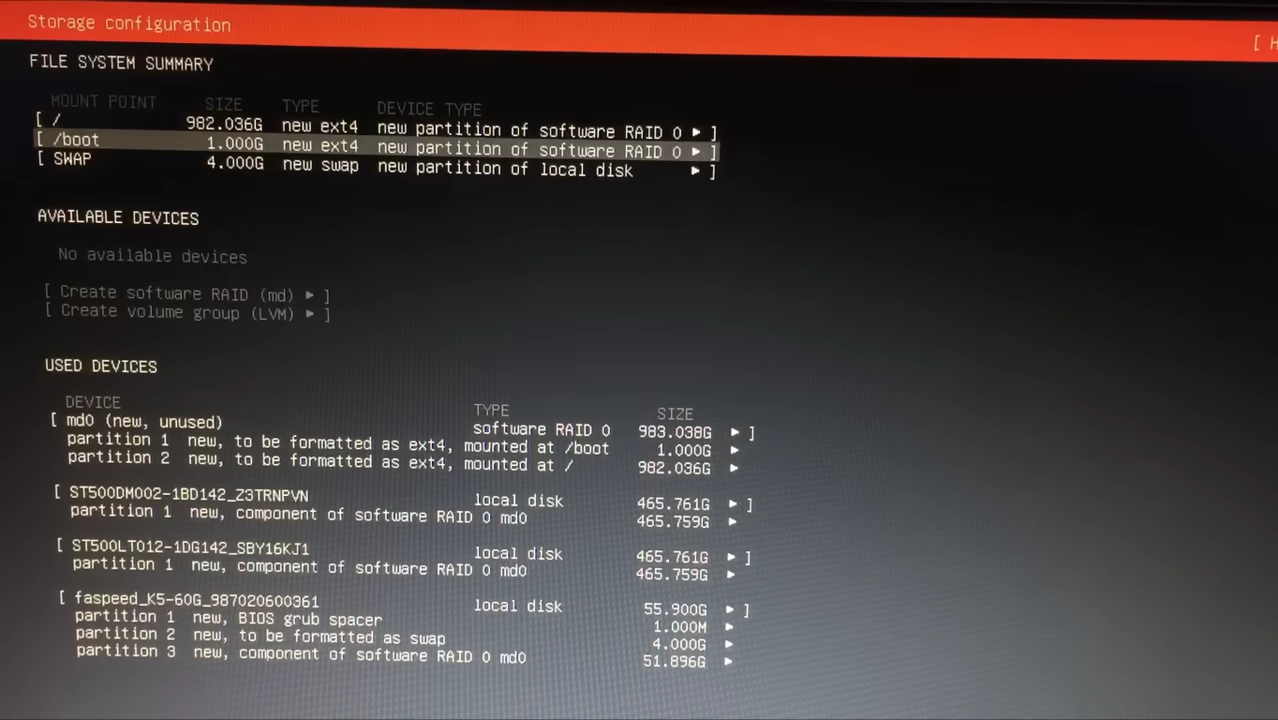 Storage configuration
[ H
FILE SYSTEM SUMMARY
MOUNT POINT SIZE TYPE DEVICE TYPE
[ / 982.036G new ext4 new partition of software RAID 0 ▸ ]
[ /boot 1.000G new ext4 new partition of software RAID 0 ▸ ]
[ SWAP 4.000G new swap new partition of local disk ▸ ]
AVAILABLE DEVICES
No available devices
[ Create software RAID (md) ▸ ]
[ Create volume group (LVM) ▸ ]
USED DEVICES
DEVICE TYPE SIZE
[ md0 (new, unused) software RAID 0 983.038G ▸ ]
partition 1 new, to be formatted as ext4, mounted at /boot 1.000G ▸
partition 2 new, to be formatted as ext4, mounted at / 982.036G ▸
[ ST500DM002-1BD142_Z3TRNPVN local disk 465.761G ▸ ]
partition 1 new, component of software RAID 0 md0 465.759G ▸
[ ST500LT012-1DG142_SBY16KJ1 local disk 465.761G ▸ ]
partition 1 new, component of software RAID 0 md0 465.759G ▸
[ faspeed_K5-60G_987020600361 local disk 55.900G ▸ ]
partition 1 new, BIOS grub spacer 1.000M ▸
partition 2 new, to be formatted as swap 4.000G ▸
partition 3 new, component of software RAID 0 md0 51.896G ▸